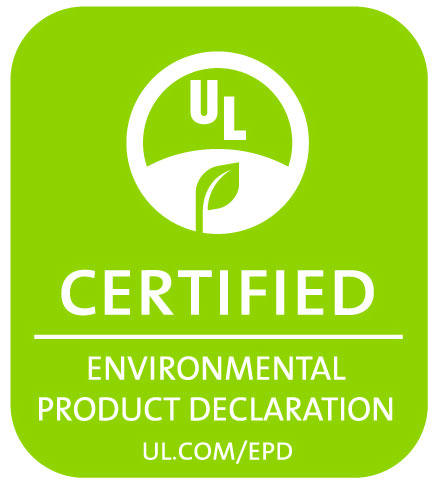 UL
CERTIFIED
ENVIRONMENTAL
PRODUCT DECLARATION
UL.COM/EPD